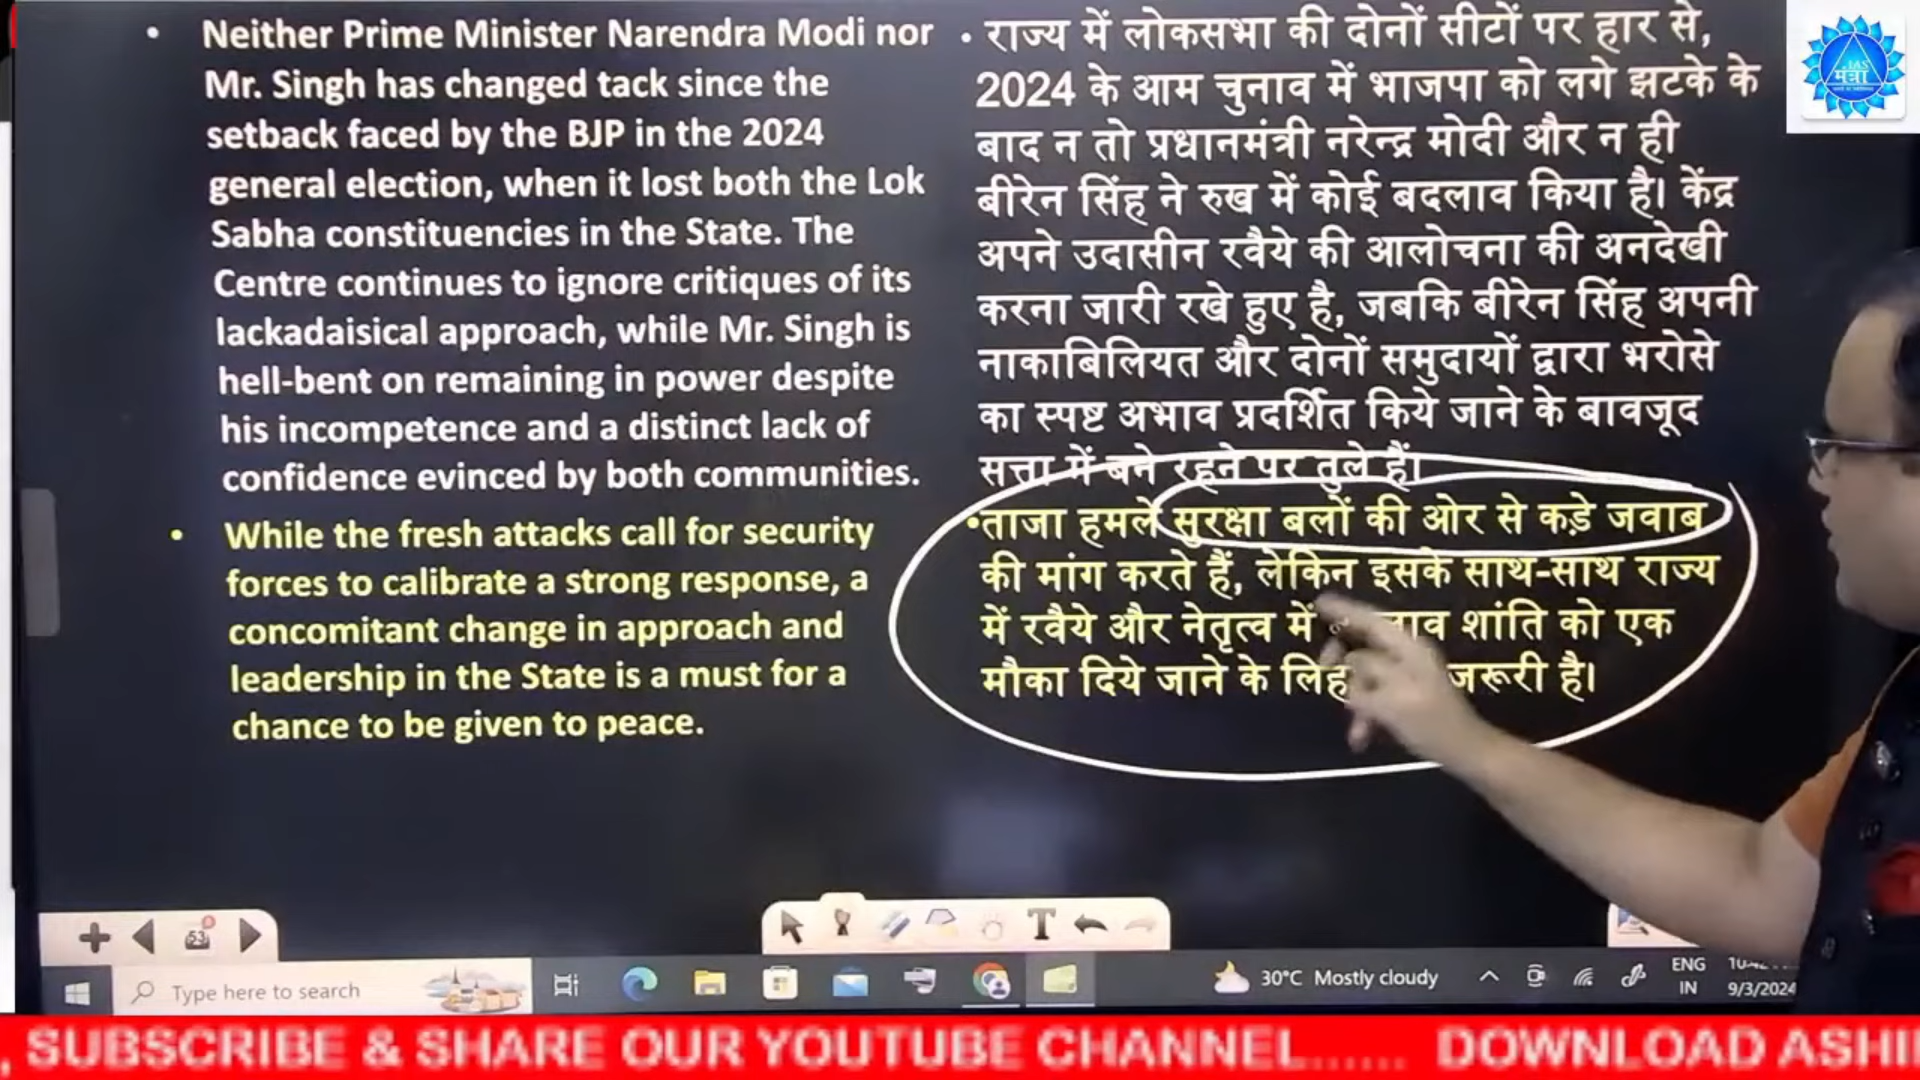 • Neither Prime Minister Narendra Modi nor
Mr. Singh has changed tack since the
setback faced by the BJP in the 2024
general election, when it lost both the Lok
Sabha constituencies in the State. The
Centre continues to ignore critiques of its
lackadaisical approach, while Mr. Singh is
hell-bent on remaining in power despite
his incompetence and a distinct lack of
confidence evinced by both communities.
• While the fresh attacks call for security
forces to calibrate a strong response, a
concomitant change in approach and
leadership in the State is a must for a
chance to be given to peace.
• राज्य में लोकसभा की दोनों सीटों पर हार से,
2024 के आम चुनाव में भाजपा को लगे झटके के
बाद न तो प्रधानमंत्री नरेन्द्र मोदी और न ही
बीरेन सिंह ने रुख में कोई बदलाव किया है। केंद्र
अपने उदासीन रवैये की आलोचना की अनदेखी
करना जारी रखे हुए है, जबकि बीरेन सिंह अपनी
नाकाबिलियत और दोनों समुदायों द्वारा भरोसे
का स्पष्ट अभाव प्रदर्शित किये जाने के बावजूद
सत्ता में बने रहने पर तुले हैं।
•ताजा हमले सुरक्षा बलों की ओर से कड़े जवाब
की मांग करते हैं, लेकिन इसके साथ-साथ राज्य
में रवैये और नेतृत्व में शांति को एक
मौका दिये जाने के जरूरी है।
IAS
मंत्रा
53
T
Type here to search
30°C Mostly cloudy
ENG
IN
9/3/2024
, SUBSCRIBE & SHARE OUR YOUTUBE CHANNEL...... DOWNLOAD ASHI